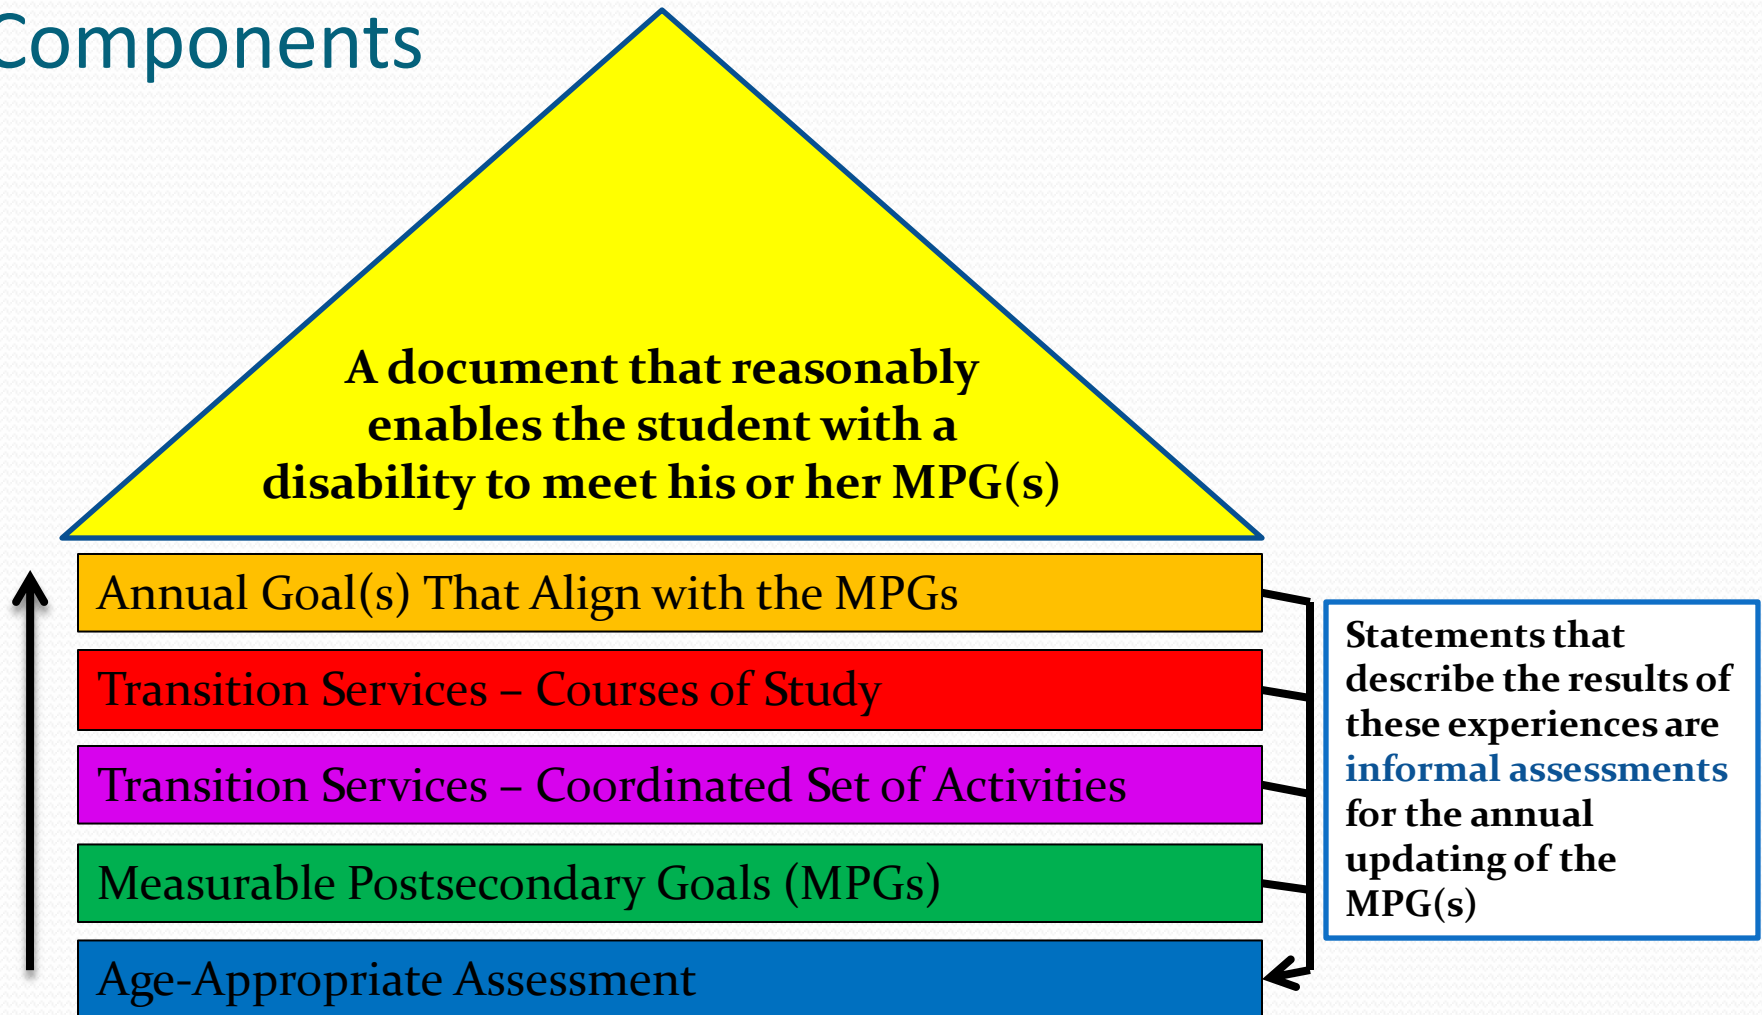 Components
A document that reasonably
enables the student with a
disability to meet his or her MPG(s)
Annual Goal(s) That Align with the MPGs
Transition Services – Courses of Study
Transition Services – Coordinated Set of Activities
Measurable Postsecondary Goals (MPGs)
Age-Appropriate Assessment
Statements that
describe the results of
these experiences are
informal assessments
for the annual
updating of the
MPG(s)